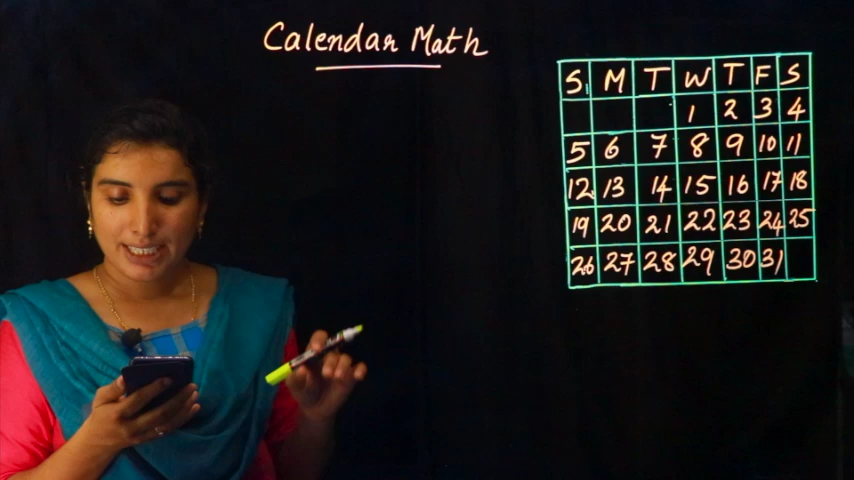 Calendar Math
S M T W T F S
1 2 3 4
5 6 7 8 9 10 11
12 13 14 15 16 17 18
19 20 21 22 23 24 25
26 27 28 29 30 31